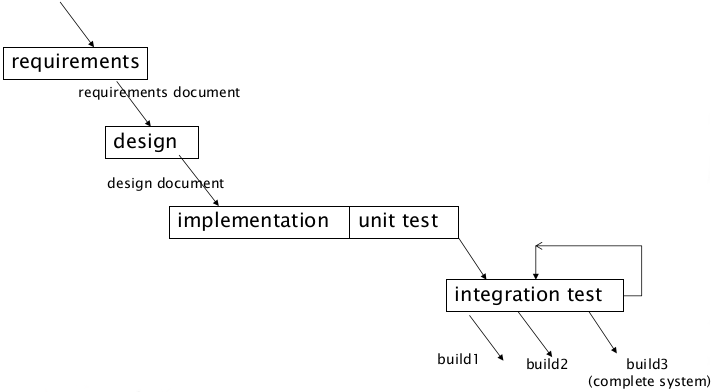 requirements
requirements document
design
design document
implementation
unit test
integration test
build1
build2
build3
(complete system)